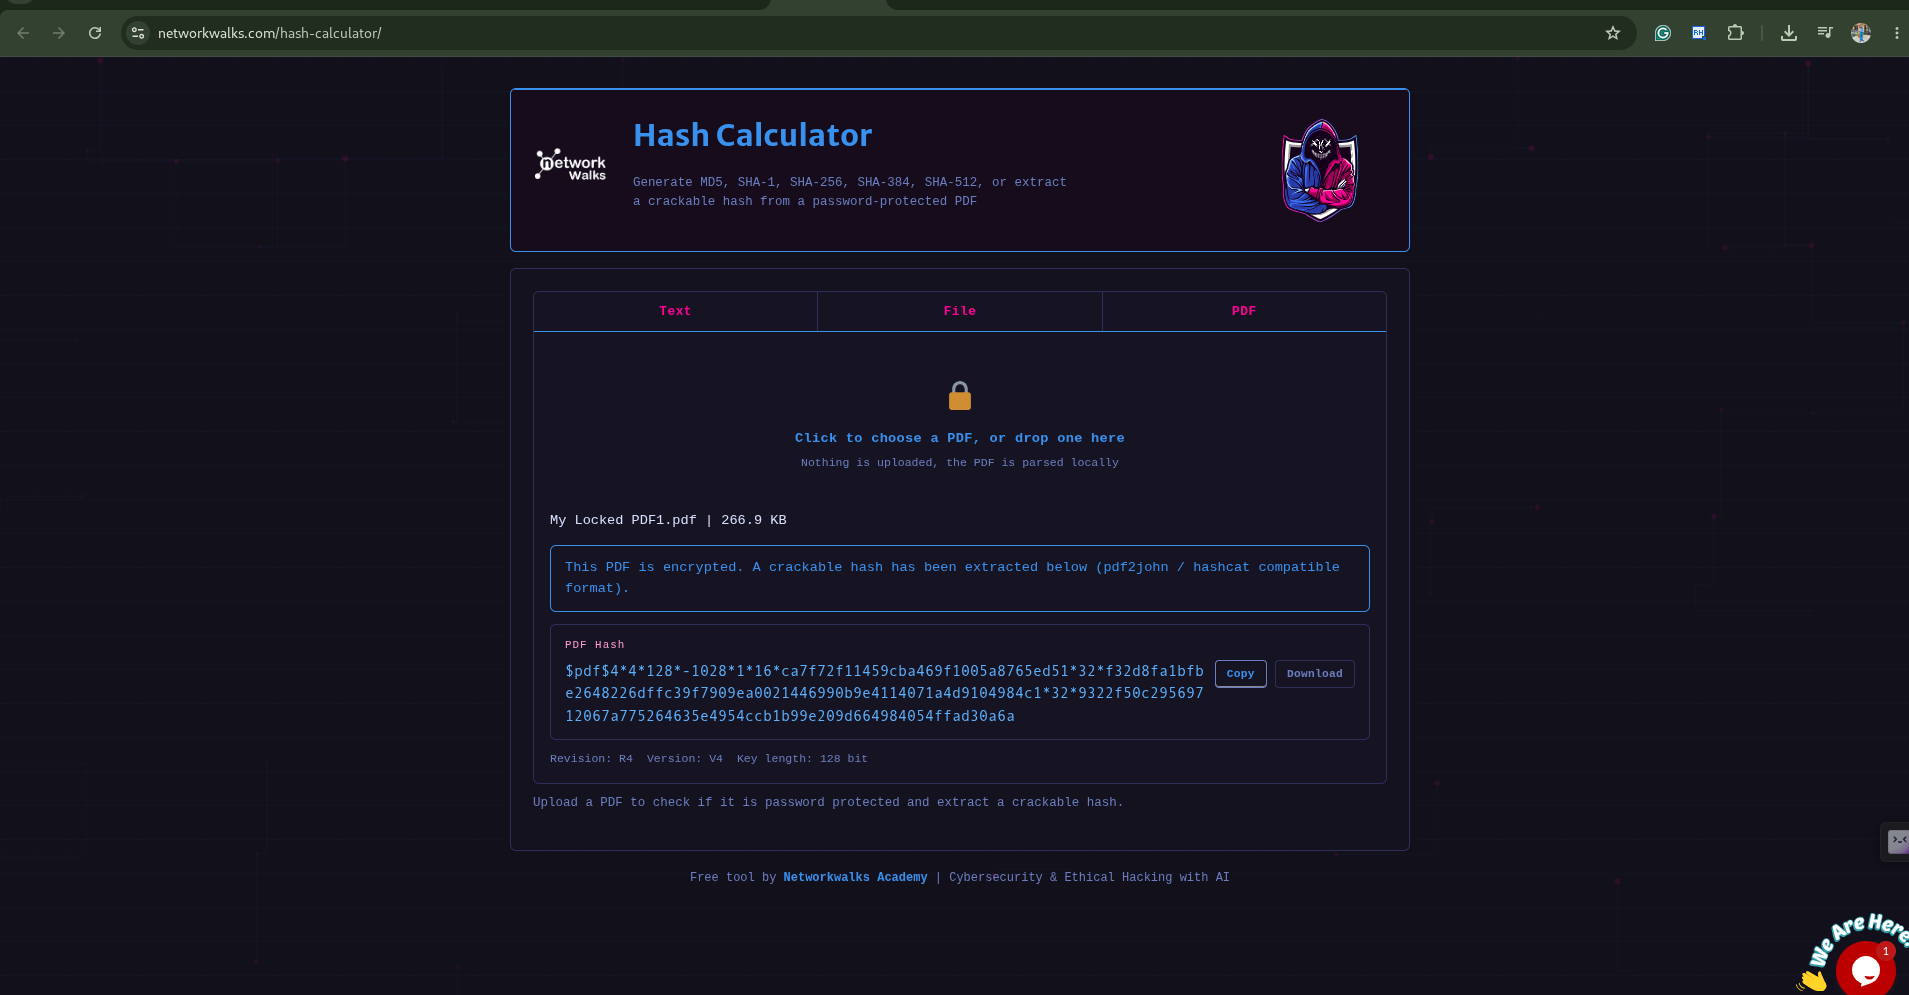 networkwalks.com/hash-calculator/
RH
network
Walks
Hash Calculator
Generate MD5, SHA-1, SHA-256, SHA-384, SHA-512, or extract
a crackable hash from a password-protected PDF
Text
File
PDF
Click to choose a PDF, or drop one here
Nothing is uploaded, the PDF is parsed locally
My Locked PDF1.pdf | 266.9 KB
This PDF is encrypted. A crackable hash has been extracted below (pdf2john / hashcat compatible
format).
PDF Hash
$pdf$4*4*128*-1028*1*16*ca7f72f11459cba469f1005a8765ed51*32*f32d8fa1bfb
e2648226dffc39f7909ea0021446990b9e4114071a4d9104984c1*32*9322f50c295697
12067a775264635e4954ccb1b99e209d664984054ffad30a6a
Copy
Download
Revision: R4 Version: V4 Key length: 128 bit
Upload a PDF to check if it is password protected and extract a crackable hash.
Free tool by Networkwalks Academy | Cybersecurity & Ethical Hacking with AI
We Are Here!
1